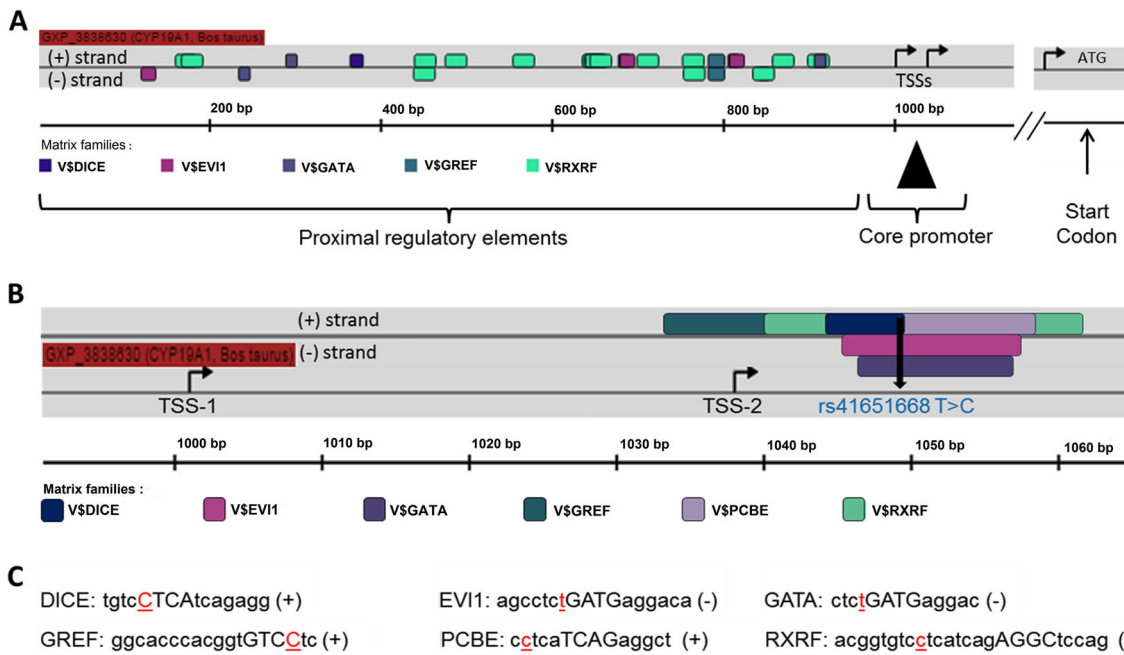 A
GXP_3838630 (CYP19A1, Bos taurus)
(+) strand
(-) strand
TSSs
ATG
200 bp 400 bp 600 bp 800 bp 1000 bp
Matrix families :
V$DICE V$EVI1 V$GATA V$GREF V$RXRF
Proximal regulatory elements
Core promoter
Start
Codon
B
(+) strand
GXP_3838630 (CYP19A1, Bos taurus) (-) strand
TSS-1 TSS-2 rs41651668 T>C
1000 bp 1010 bp 1020 bp 1030 bp 1040 bp 1050 bp 1060 bp
Matrix families :
V$DICE V$EVI1 V$GATA V$GREF V$PCBE V$RXRF
C
DICE: tgtcCTCAtcagagg (+) EVI1: agcctctGATGaggaca (-) GATA: ctctGATGaggac (-)
GREF: ggcacccacggtGTCCtc (+) PCBE: cctcaTCAGaggct (+) RXRF: acggtgtcctcatcagAGGCtccag (